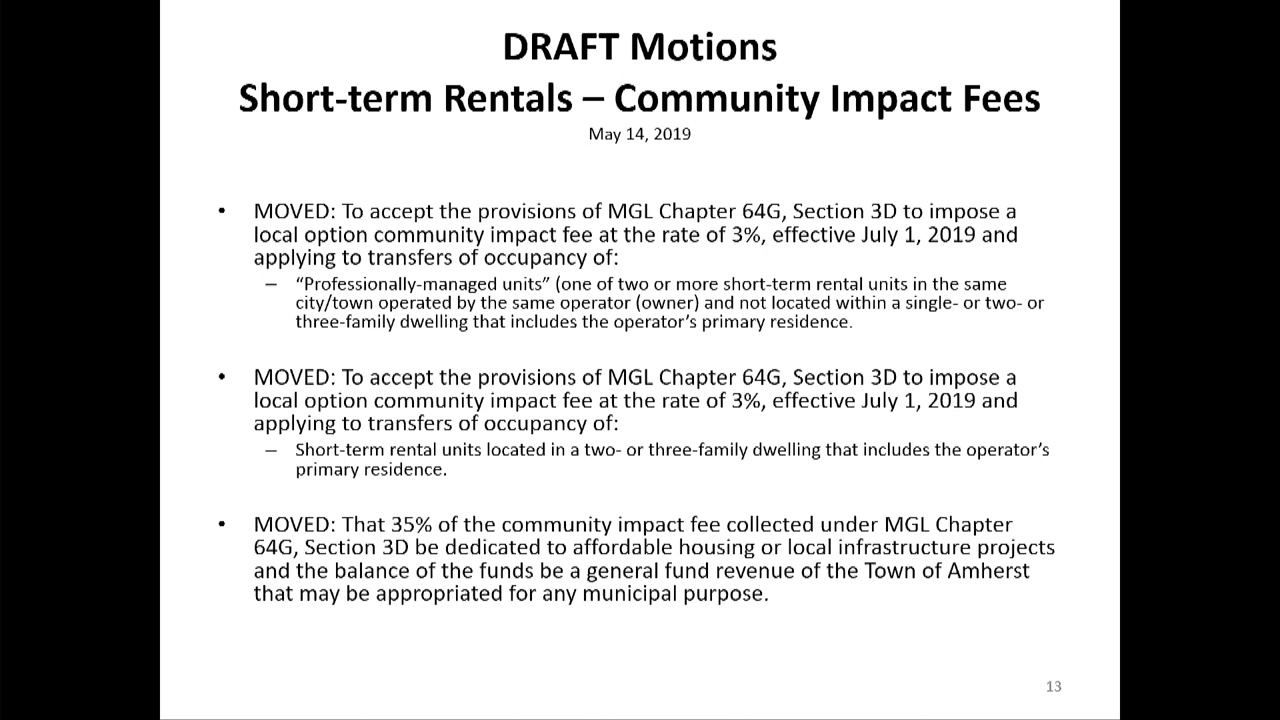 DRAFT Motions
Short-term Rentals – Community Impact Fees
May 14, 2019
• MOVED: To accept the provisions of MGL Chapter 64G, Section 3D to impose a
local option community impact fee at the rate of 3%, effective July 1, 2019 and
applying to transfers of occupancy of:
– “Professionally-managed units” (one of two or more short-term rental units in the same
city/town operated by the same operator (owner) and not located within a single- or two- or
three-family dwelling that includes the operator’s primary residence.
• MOVED: To accept the provisions of MGL Chapter 64G, Section 3D to impose a
local option community impact fee at the rate of 3%, effective July 1, 2019 and
applying to transfers of occupancy of:
– Short-term rental units located in a two- or three-family dwelling that includes the operator’s
primary residence.
• MOVED: That 35% of the community impact fee collected under MGL Chapter
64G, Section 3D be dedicated to affordable housing or local infrastructure projects
and the balance of the funds be a general fund revenue of the Town of Amherst
that may be appropriated for any municipal purpose.
13